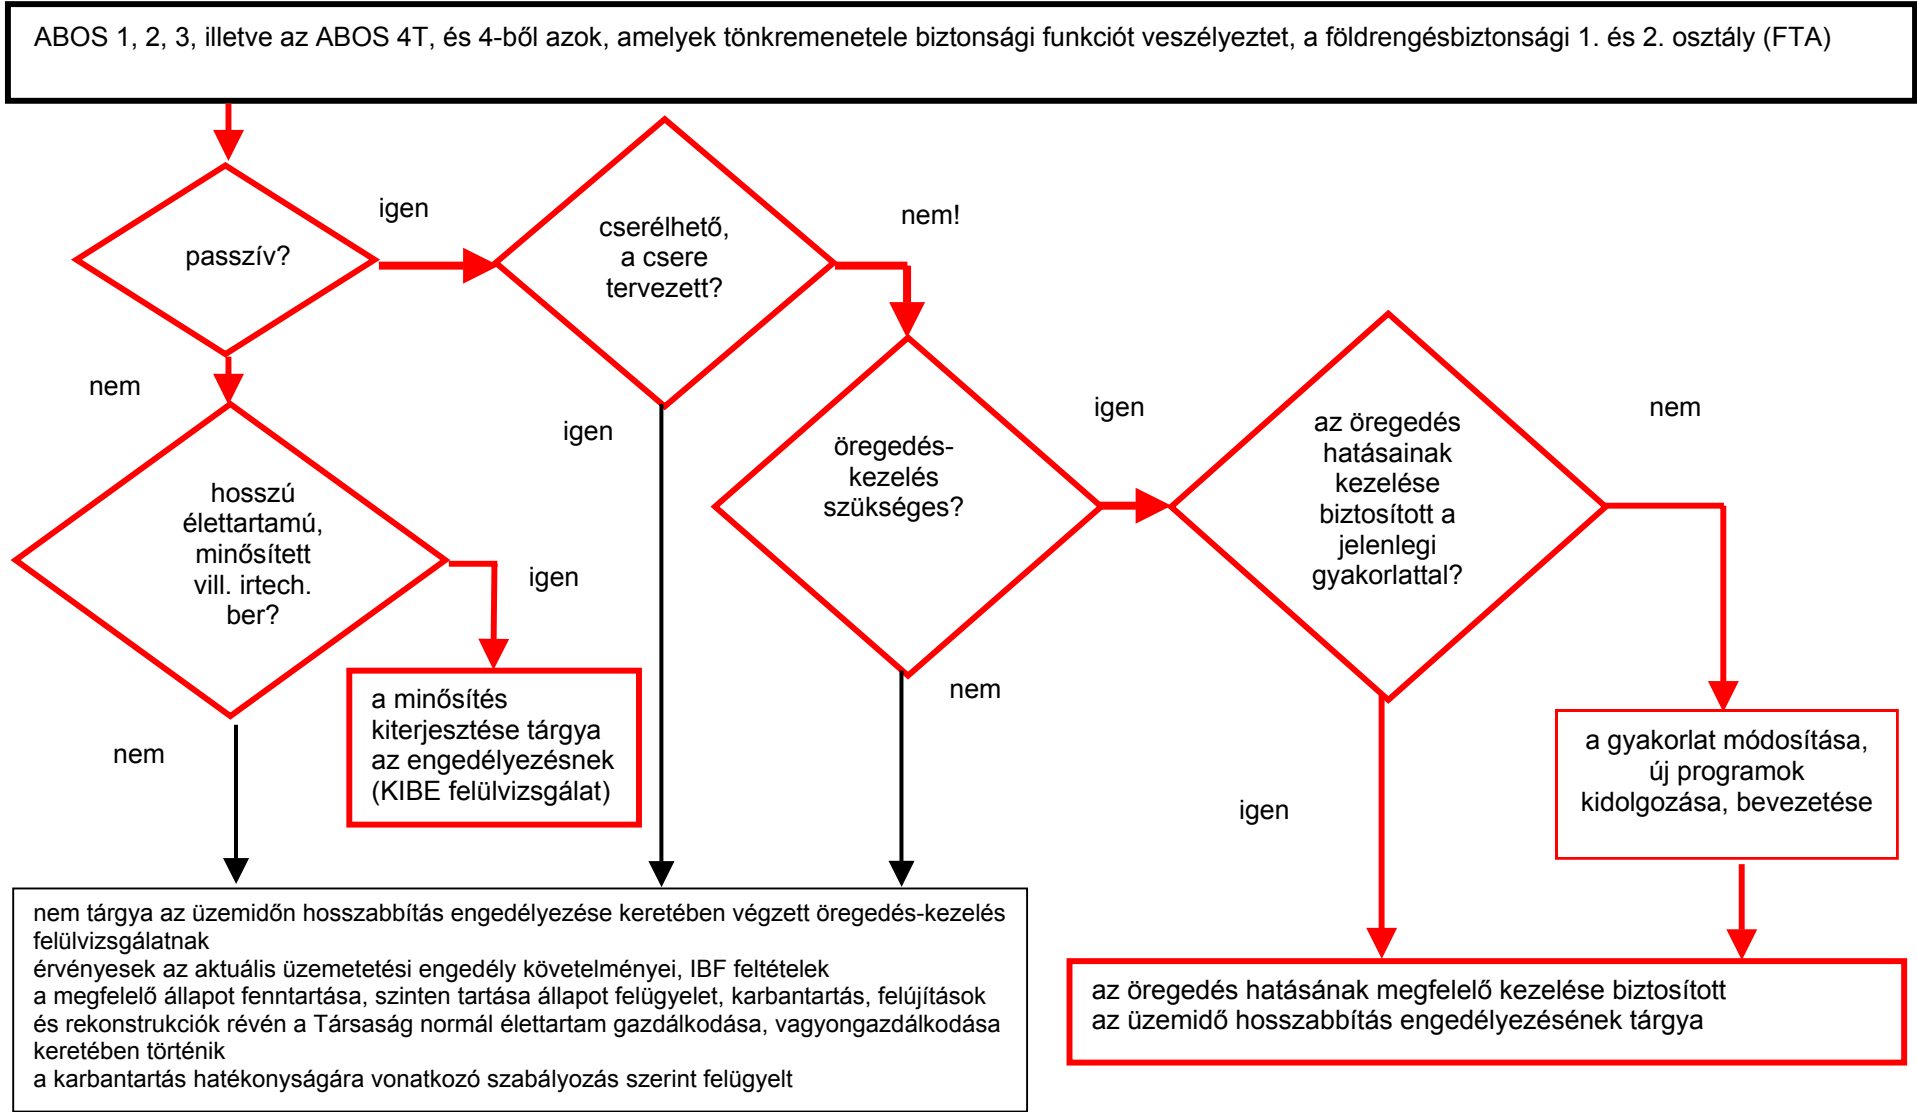 ABOS 1, 2, 3, illetve az ABOS 4T, és 4-ből azok, amelyek tönkremenetele biztonsági funkciót veszélyeztet, a földrengésbiztonsági 1. és 2. osztály (FTA)
passzív?
igen
cserélhető,
a csere
tervezett?
nem!
nem
hosszú
élettartamú,
minősített
vill. irtech.
ber?
igen
igen
öregedés-
kezelés
szükséges?
igen
az öregedés
hatásainak
kezelése
biztosított a
jelenlegi
gyakorlattal?
nem
nem
a minősítés
kiterjesztése tárgya
az engedélyezésnek
(KIBE felülvizsgálat)
nem
igen
a gyakorlat módosítása,
új programok
kidolgozása, bevezetése
nem tárgya az üzemidőn hosszabbítás engedélyezése keretében végzett öregedés-kezelés
felülvizsgálatnak
érvényesek az aktuális üzemetetési engedély követelményei, IBF feltételek
a megfelelő állapot fenntartása, szinten tartása állapot felügyelet, karbantartás, felújítások
és rekonstrukciók révén a Társaság normál élettartam gazdálkodása, vagyongazdálkodása
keretében történik
a karbantartás hatékonyságára vonatkozó szabályozás szerint felügyelt
az öregedés hatásának megfelelő kezelése biztosított
az üzemidő hosszabbítás engedélyezésének tárgya